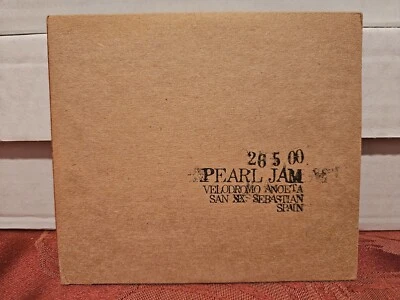 26 5 00
PEARL JAM
VELODROMO ANOETA
SAN SEBASTIAN
SPAIN